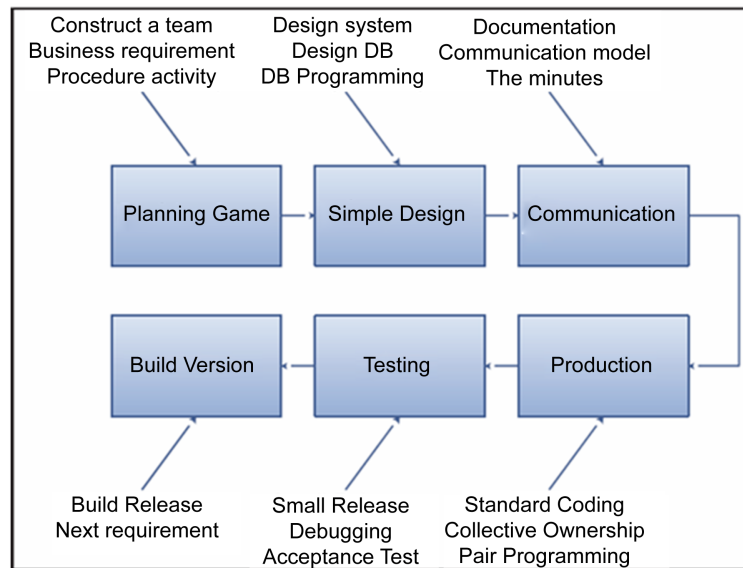 Construct a team
Business requirement
Procedure activity
Design system
Design DB
DB Programming
Documentation
Communication model
The minutes
Planning Game
Simple Design
Communication
Build Version
Testing
Production
Build Release
Next requirement
Small Release
Debugging
Acceptance Test
Standard Coding
Collective Ownership
Pair Programming